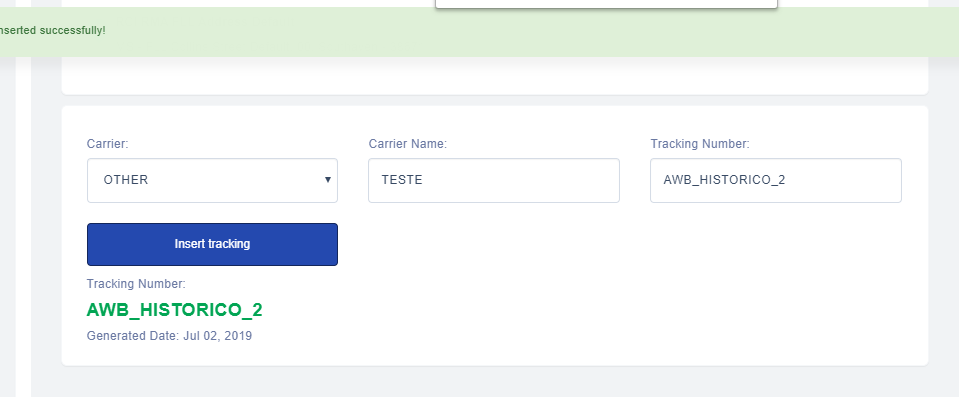 nserted successfully!
Carrier:
Carrier Name:
Tracking Number:
OTHER
TESTE
AWB_HISTORICO_2
Insert tracking
Tracking Number:
AWB_HISTORICO_2
Generated Date: Jul 02, 2019